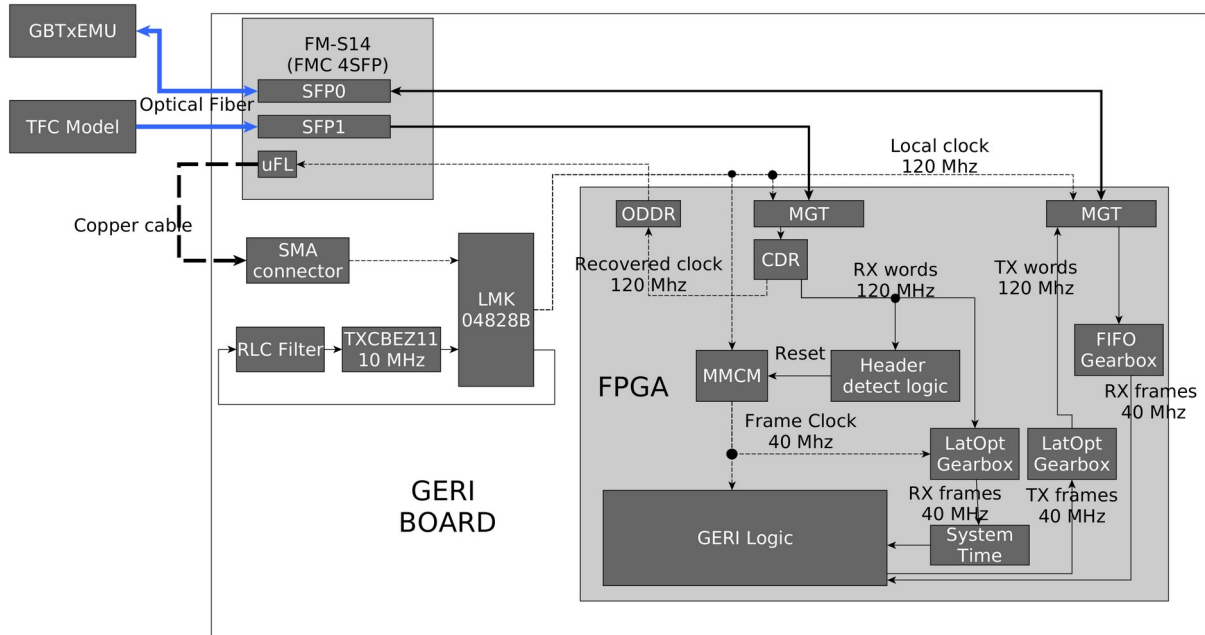 GBTxEMU
FM-S14
(FMC 4SFP)
SFP0
Optical Fiber
TFC Model
SFP1
uFL
Local clock
120 Mhz
Copper cable
ODDR
MGT
MGT
SMA
connector
CDR
Recovered clock
120 Mhz
RX words
120 MHz
TX words
120 MHz
LMK
04828B
RLC Filter
TXCBEZ11
10 MHz
FIFO
Gearbox
Reset
MMCM
Header
detect logic
FPGA
RX frames
40 MHz
Frame Clock
40 Mhz
LatOpt
Gearbox
LatOpt
Gearbox
GERI
BOARD
RX frames
40 MHz
TX frames
40 MHz
GERI Logic
System
Time